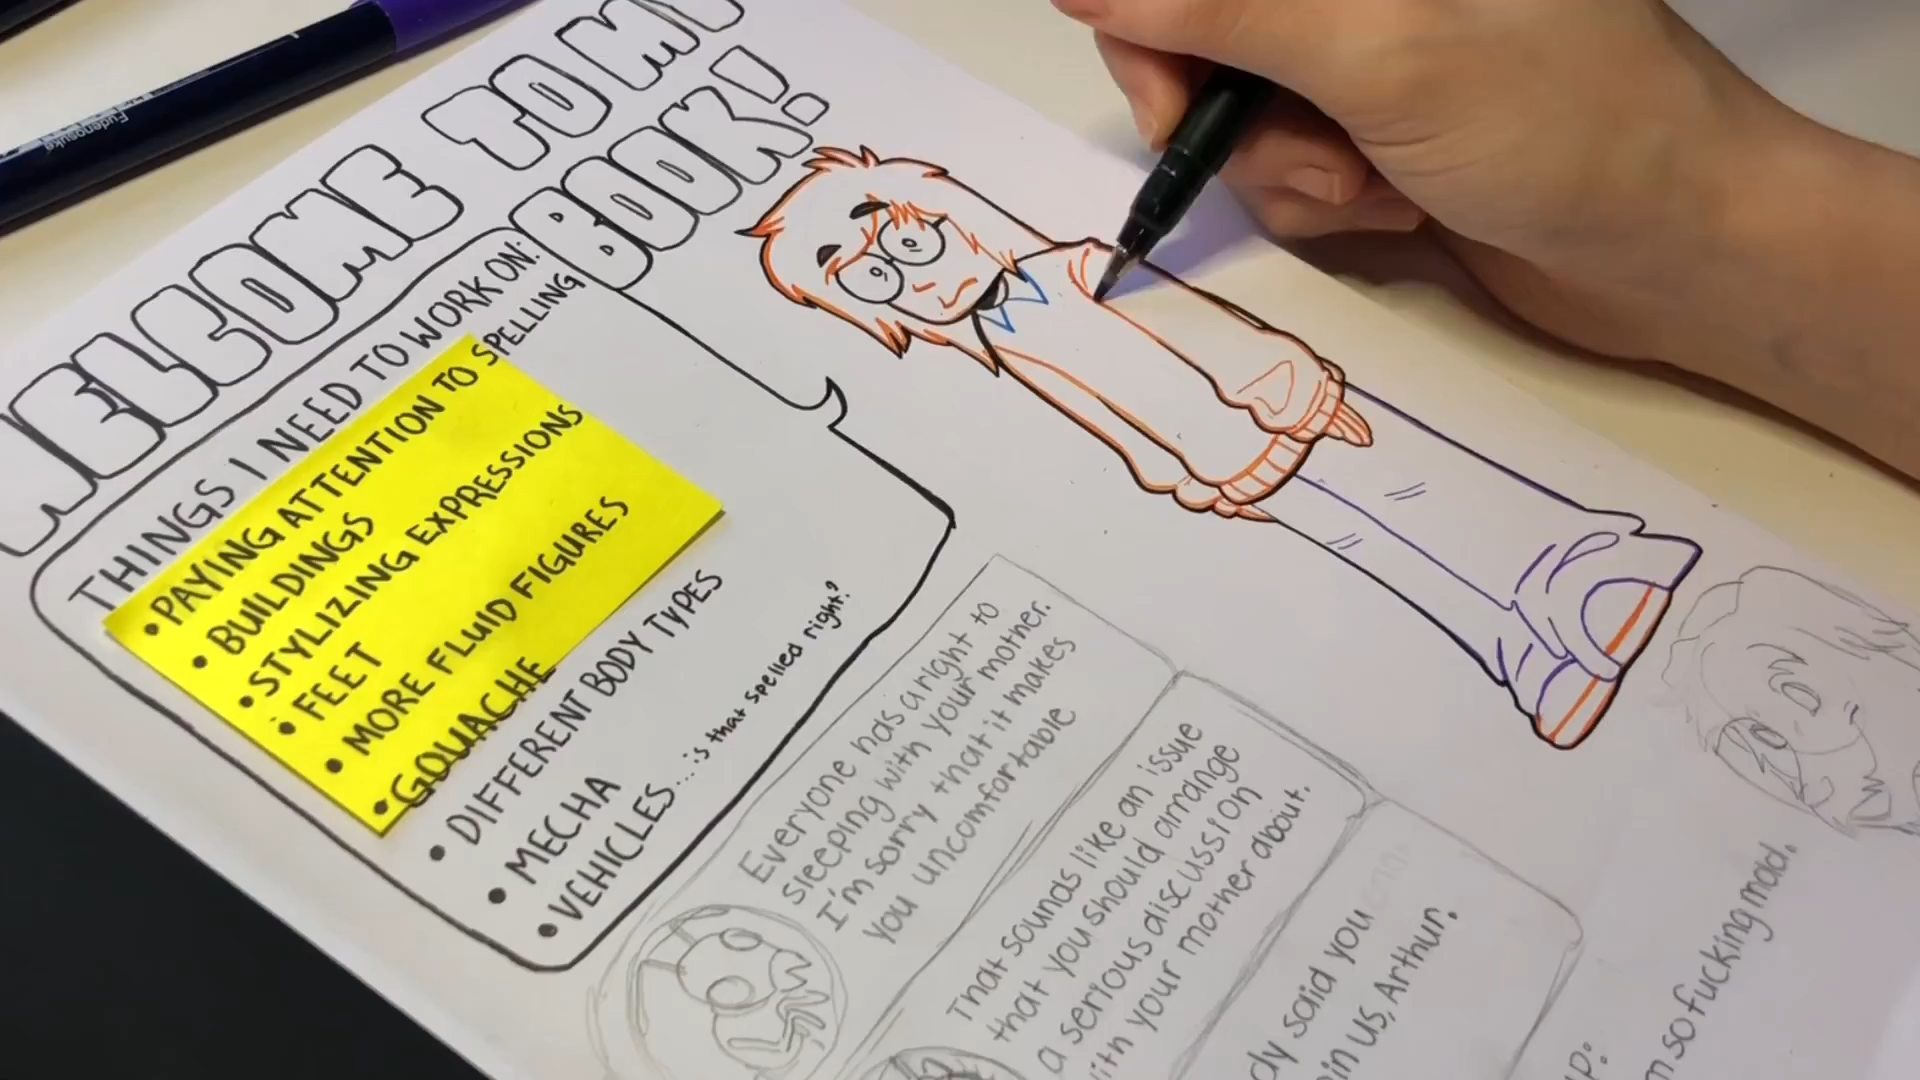 Fudenosuke
WELCOME TO MY
BOOK!
THINGS I NEED TO WORK ON:
• PAYING ATTENTION TO SPELLING
• BUILDINGS
• STYLIZING EXPRESSIONS
• FEET
• MORE FLUID FIGURES
• GOUACHE
• DIFFERENT BODY TYPES
• MECHA
• VEHICLES...is that spelled right?
Everyone has a right to
sleeping with your mother.
I'm sorry that it makes
you uncomfortable
That sounds like an issue
that you should arrange
a serious discussion
with your mother about.
dy said you can
in us, Arthur.
p:
m so fucking mad.